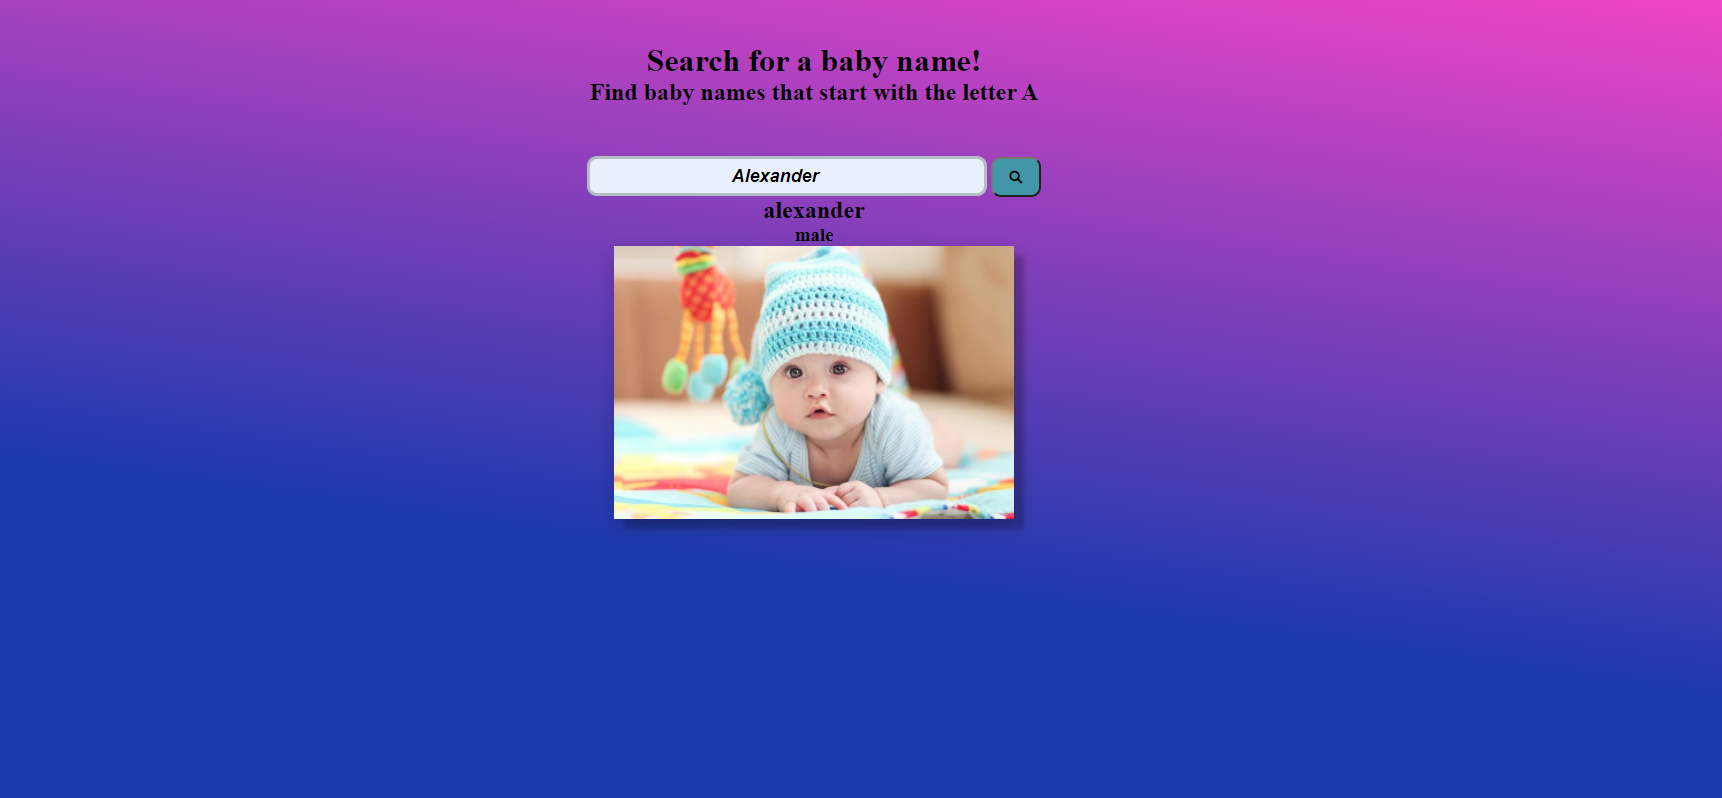 Search for a baby name!
Find baby names that start with the letter A
Alexander
alexander
male